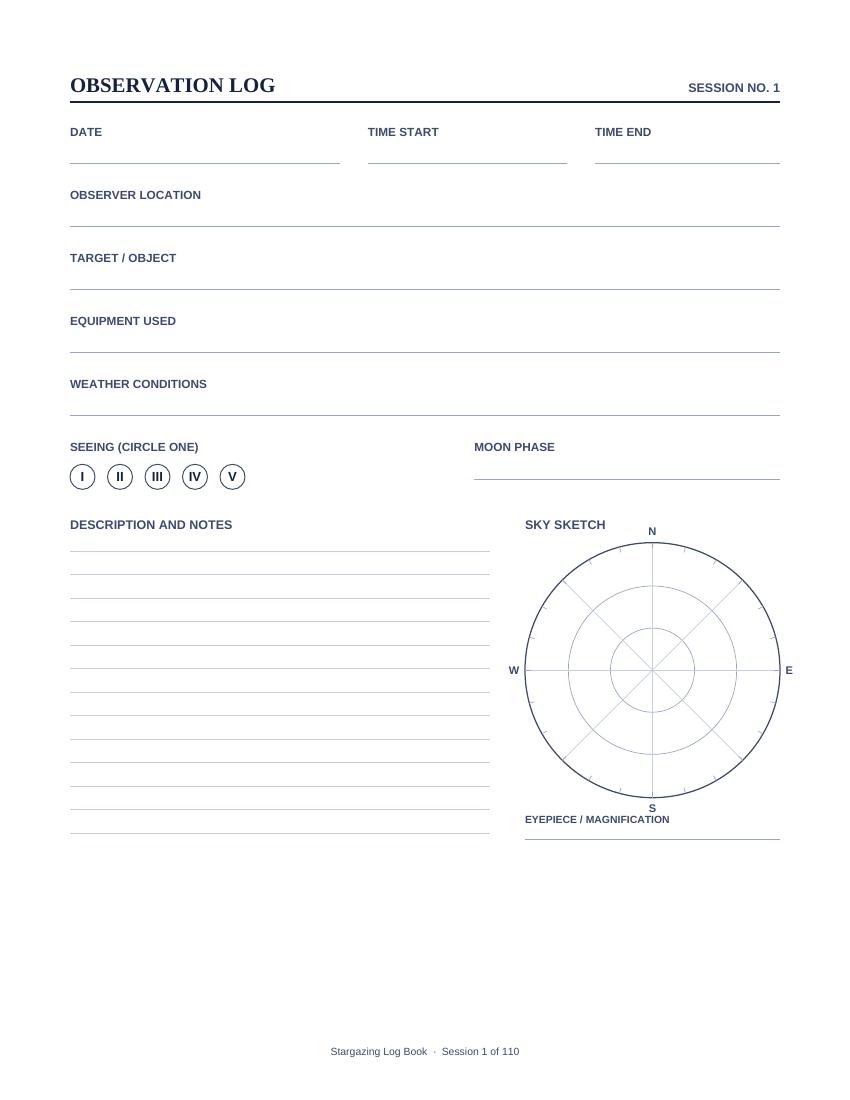 OBSERVATION LOG
SESSION NO. 1
DATE TIME START TIME END
OBSERVER LOCATION
TARGET / OBJECT
EQUIPMENT USED
WEATHER CONDITIONS
SEEING (CIRCLE ONE) MOON PHASE
I II III IV V
DESCRIPTION AND NOTES
SKY SKETCH
N
W E
S
EYEPIECE / MAGNIFICATION
Stargazing Log Book · Session 1 of 110